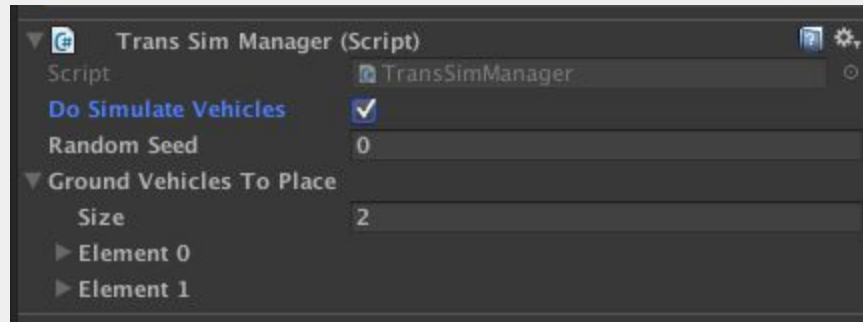 Trans Sim Manager (Script)
Script TransSimManager
Do Simulate Vehicles
Random Seed 0
Ground Vehicles To Place
Size 2
Element 0
Element 1